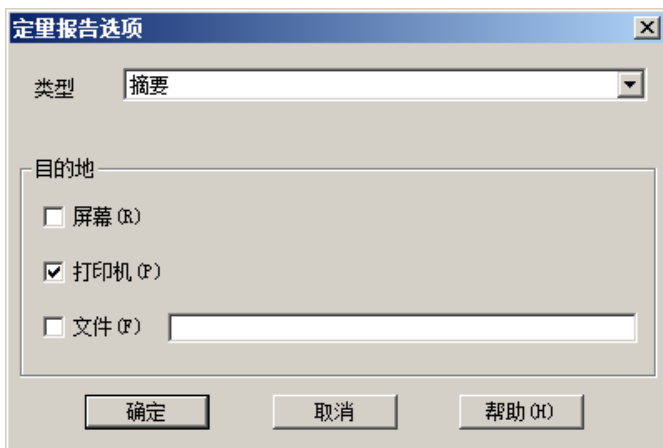 定量报告选项
类型 摘要
目的地
屏幕(R)
打印机(P)
文件(F)
确定 取消 帮助(H)